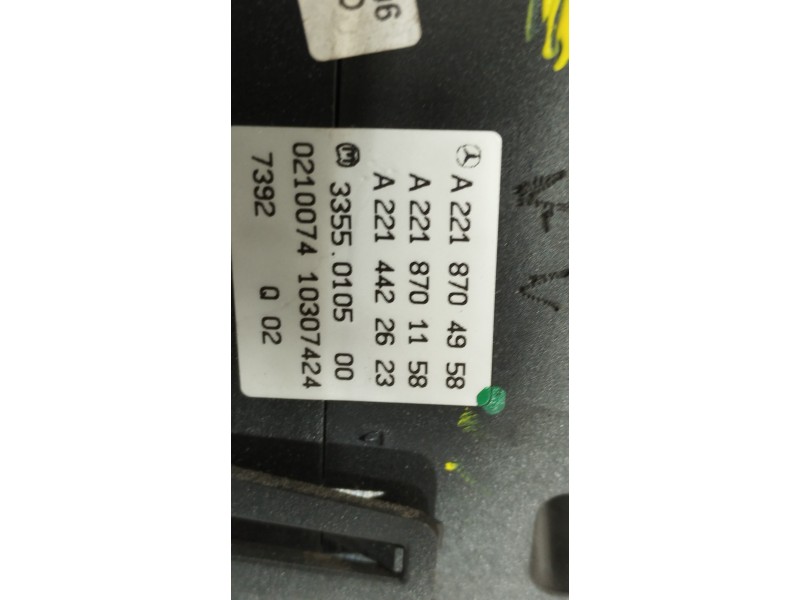 A 221 870 49 58
A 221 870 11 58
A 221 442 26 23
3355.0105 00
0210074 10307424
7392 Q 02